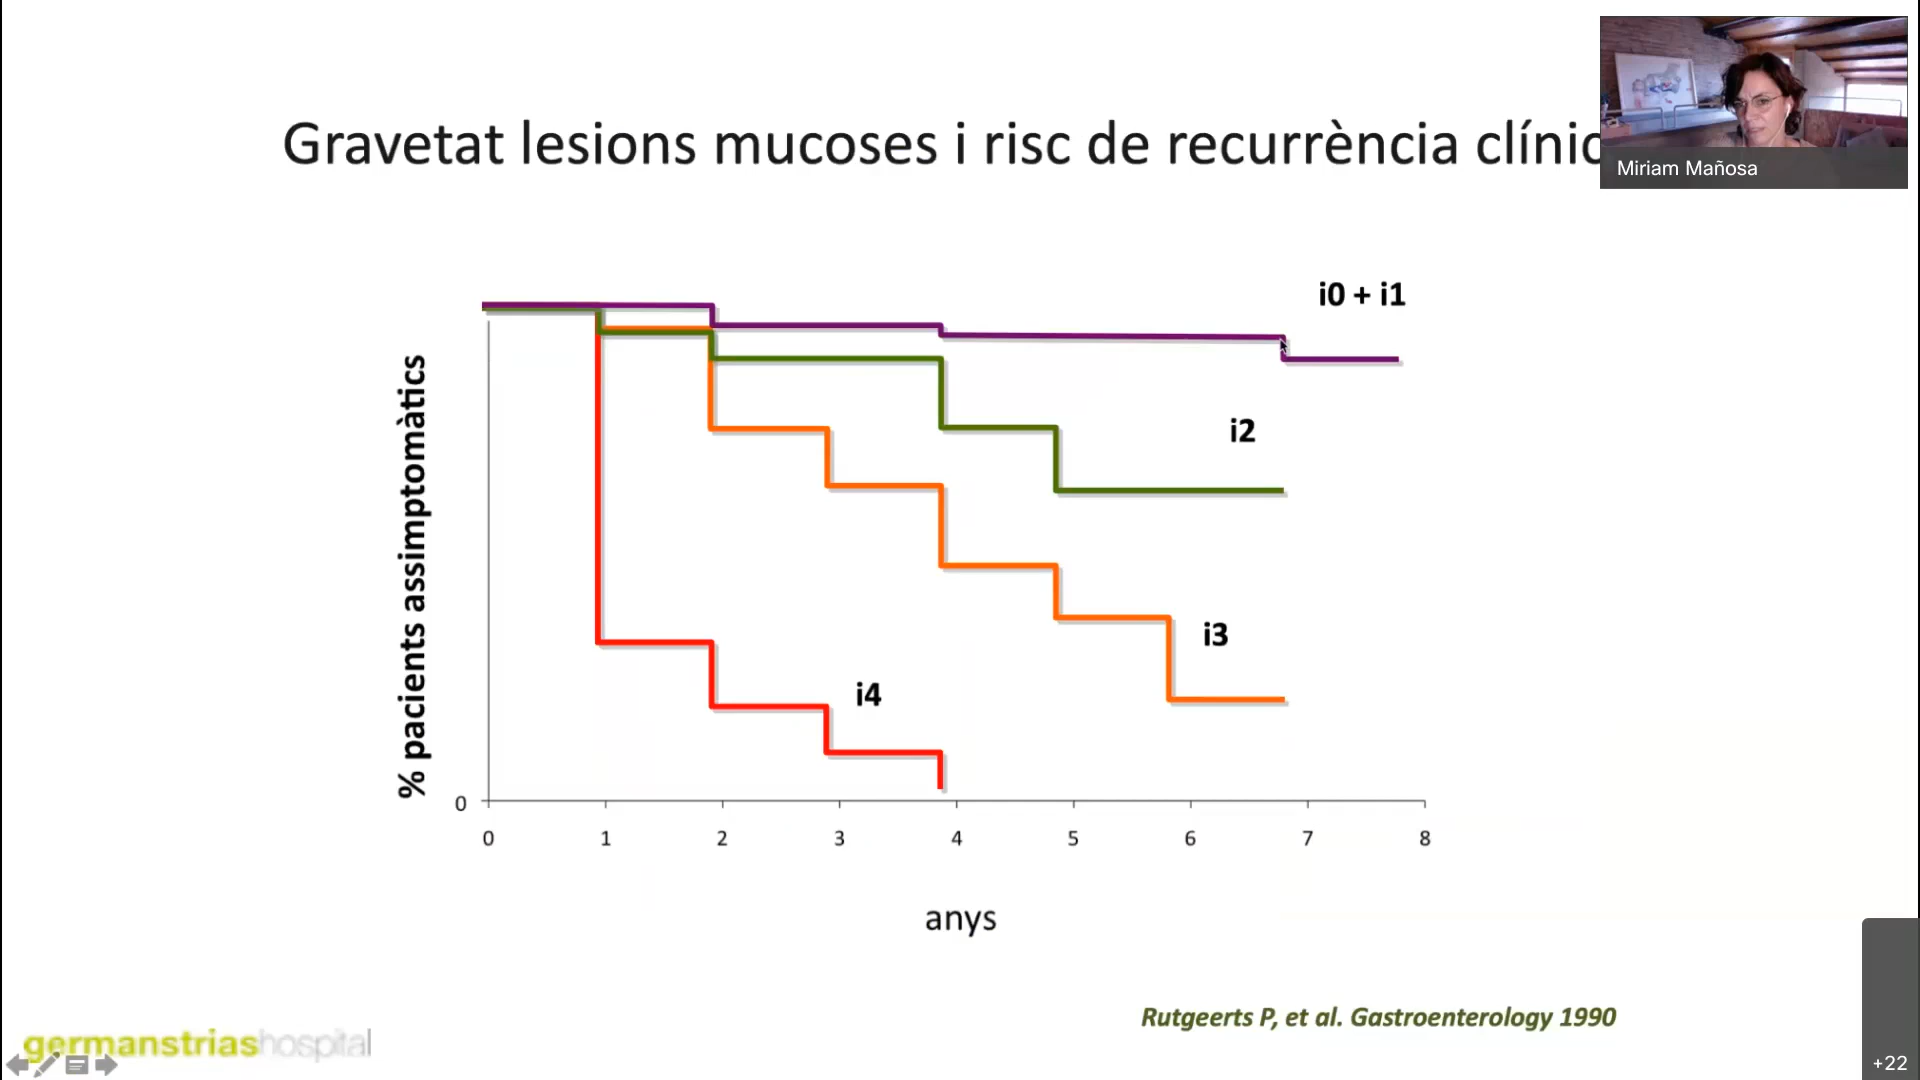 Gravetat lesions mucoses i risc de recurrència clínic
Miriam Mañosa
i0 + i1
i2
i3
i4
% pacients assimptomàtics
0
0 1 2 3 4 5 6 7 8
anys
Rutgeerts P, et al. Gastroenterology 1990
germanstriashospital
+22